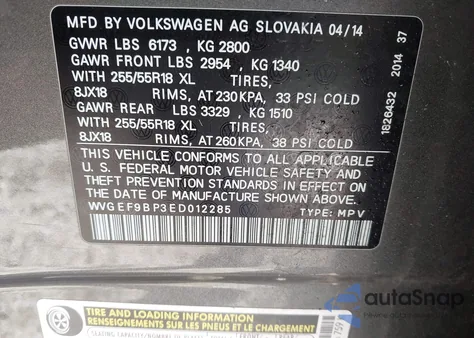 MFD BY VOLKSWAGEN AG SLOVAKIA 04/14
GVWR LBS 6173 , KG 2800
GAWR FRONT LBS 2954 , KG 1340
WITH 255/55R18 XL TIRES,
8JX18 RIMS, AT 230KPA, 33 PSI COLD
GAWR REAR LBS 3329 , KG 1510
WITH 255/55R18 XL TIRES,
8JX18 RIMS, AT 260KPA, 38 PSI COLD
THIS VEHICLE CONFORMS TO ALL APPLICABLE
U. S. FEDERAL MOTOR VEHICLE SAFETY AND
THEFT PREVENTION STANDARDS IN EFFECT ON
THE DATE OF MANUFACTURE SHOWN ABOVE.
WVGEF9BP3ED012285 TYPE: MPV
1826432 2014 37
TIRE AND LOADING INFORMATION
RENSEIGNEMENTS SUR LES PNEUS ET LE CHARGEMENT
autoSnap